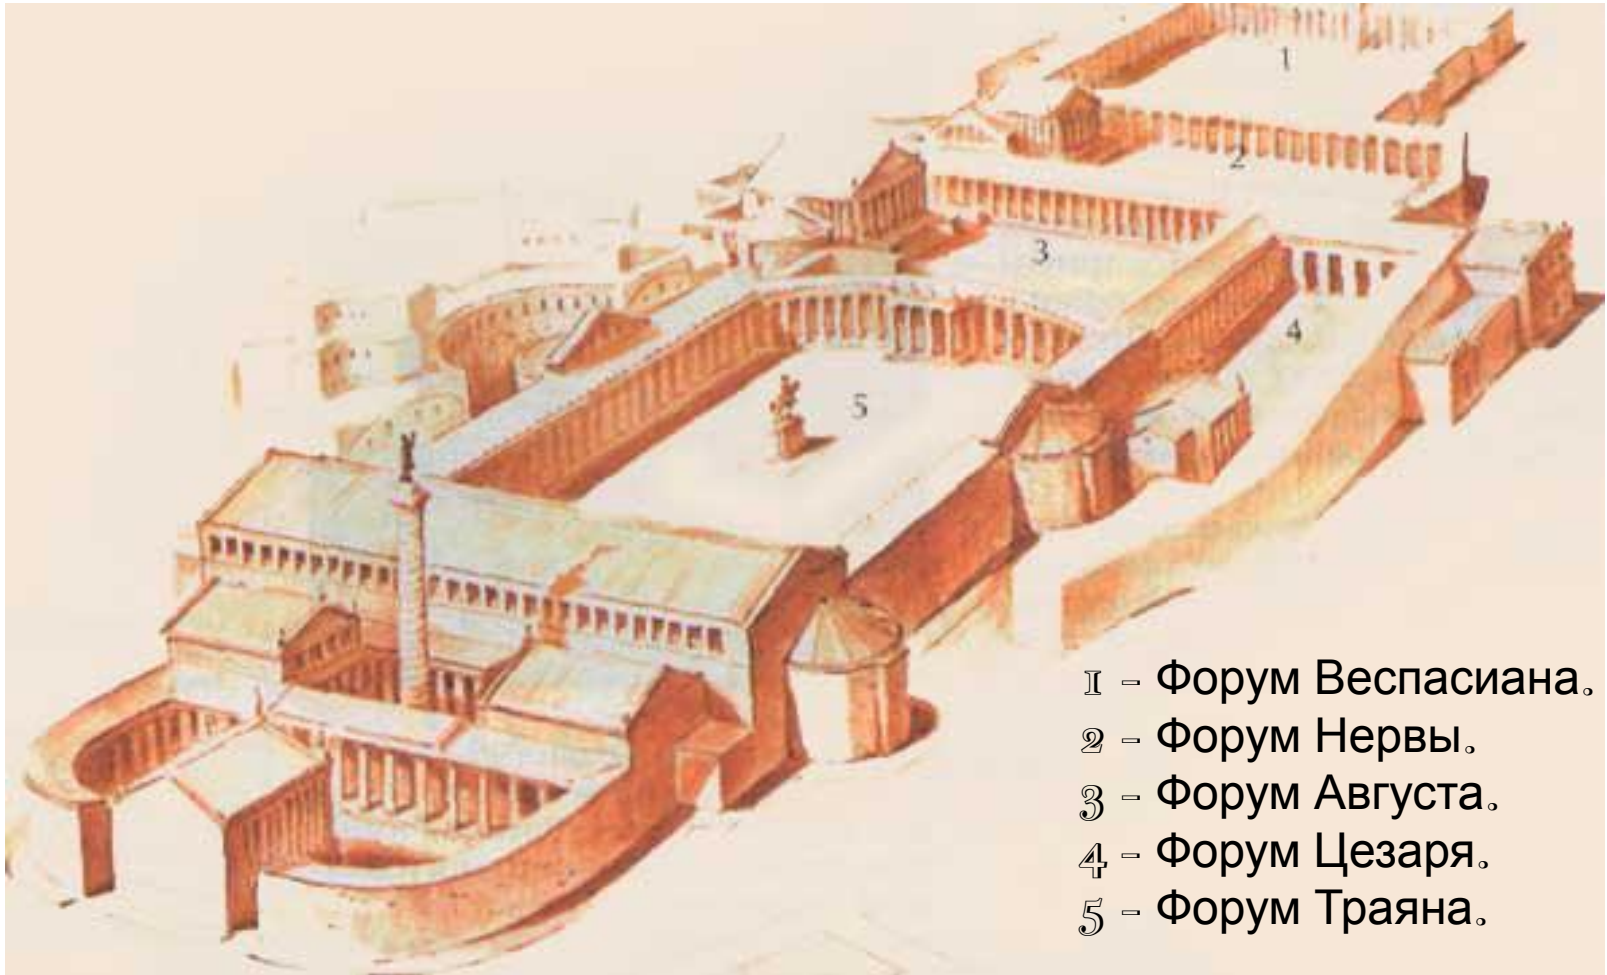 1
2
3
4
5
1 - Форум Веспасиана.
2 - Форум Нервы.
3 - Форум Августа.
4 - Форум Цезаря.
5 - Форум Траяна.